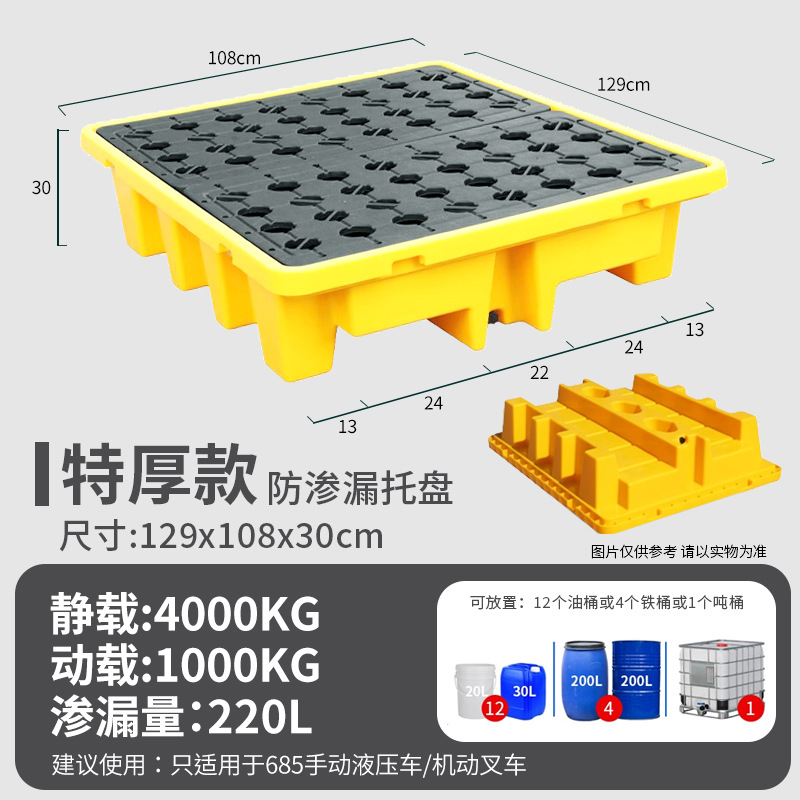 108cm
129cm
30
13
24
22
24
13
特厚款 防渗漏托盘
尺寸:129x108x30cm
图片仅供参考 请以实物为准
静载:4000KG
动载:1000KG
渗漏量:220L
建议使用：只适用于685手动液压车/机动叉车
可放置：12个油桶或4个铁桶或1个吨桶
20L
30L
12
200L
200L
4
1